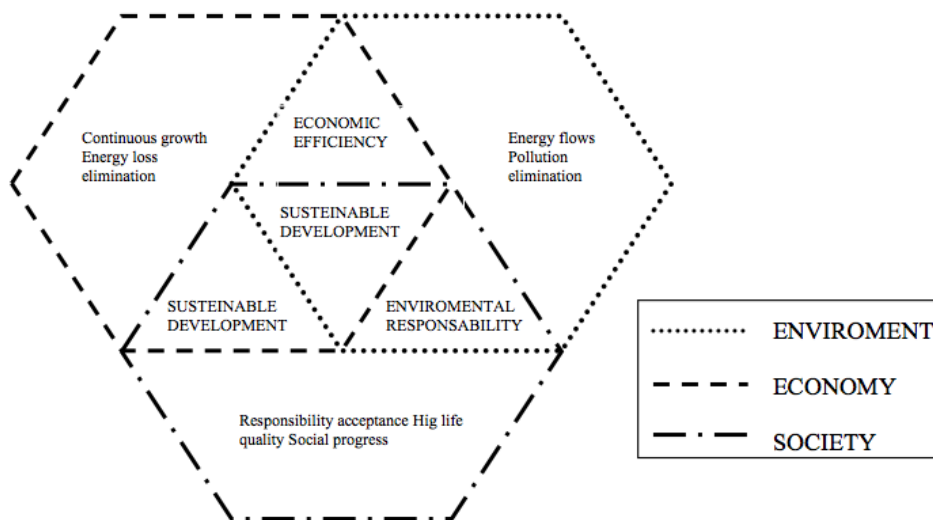 ECONOMIC
EFFICIENCY
Continuous growth
Energy loss
elimination
Energy flows
Pollution
elimination
SUSTEINABLE
DEVELOPMENT
SUSTEINABLE
DEVELOPMENT
ENVIROMENTAL
RESPONSABILITY
Responsibility acceptance Hig life
quality Social progress
ENVIROMENT
ECONOMY
SOCIETY